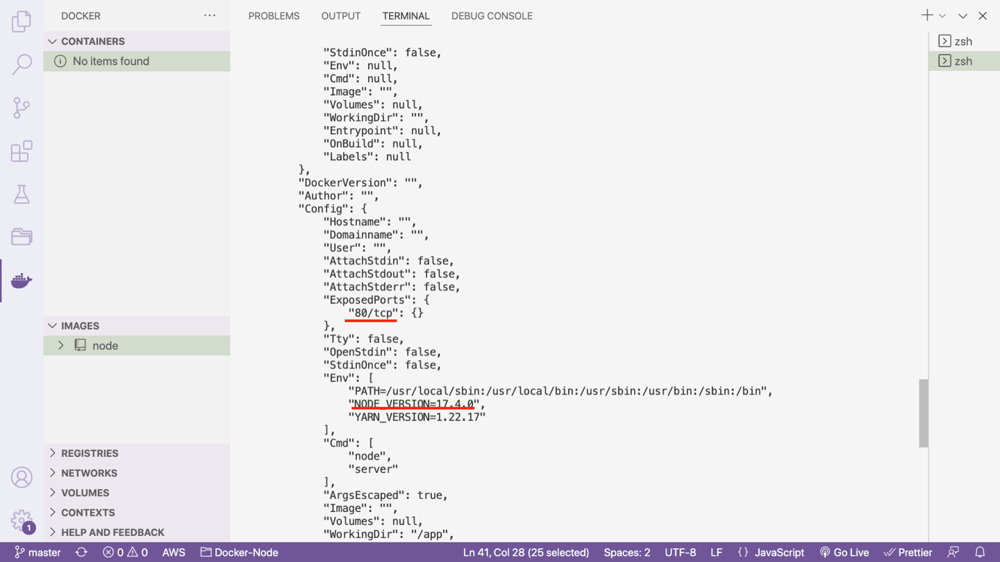 DOCKER
CONTAINERS
No items found
IMAGES
node
REGISTRIES
NETWORKS
VOLUMES
CONTEXTS
HELP AND FEEDBACK
1
PROBLEMS OUTPUT TERMINAL DEBUG CONSOLE
"StdinOnce": false,
"Env": null,
"Cmd": null,
"Image": "",
"Volumes": null,
"WorkingDir": "",
"Entrypoint": null,
"OnBuild": null,
"Labels": null
},
"DockerVersion": "",
"Author": "",
"Config": {
"Hostname": "",
"Domainname": "",
"User": "",
"AttachStdin": false,
"AttachStdout": false,
"AttachStderr": false,
"ExposedPorts": {
"80/tcp": {}
},
"Tty": false,
"OpenStdin": false,
"StdinOnce": false,
"Env": [
"PATH=/usr/local/sbin:/usr/local/bin:/usr/sbin:/usr/bin:/sbin:/bin",
"NODE_VERSION=17.4.0",
"YARN_VERSION=1.22.17"
],
"Cmd": [
"node",
"server"
],
"ArgsEscaped": true,
"Image": "",
"Volumes": null,
"WorkingDir": "/app",
zsh
zsh
master 0 0 AWS Docker-Node Ln 41, Col 28 (25 selected) Spaces: 2 UTF-8 LF {} JavaScript Go Live Prettier